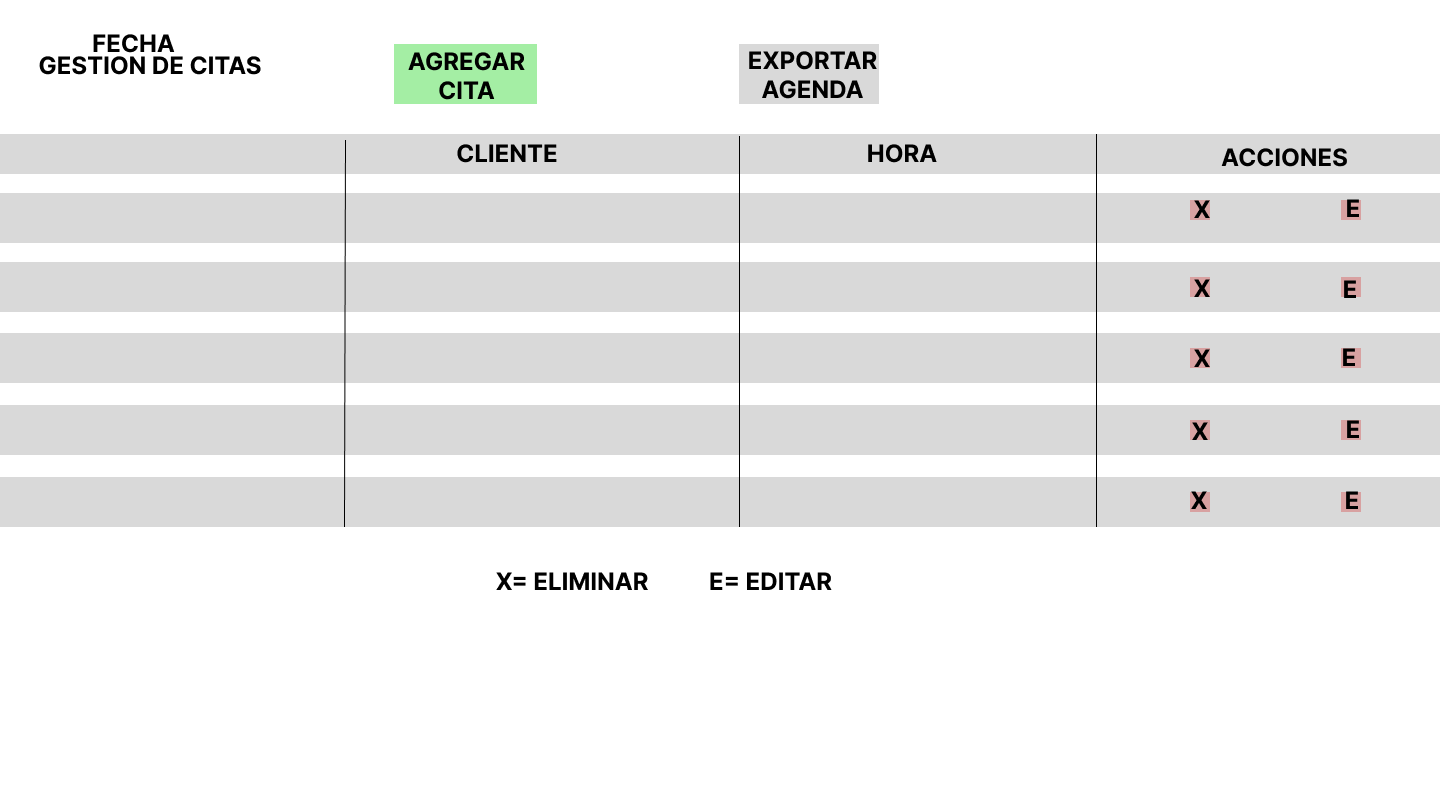 FECHA
GESTION DE CITAS
AGREGAR
CITA
EXPORTAR
AGENDA
CLIENTE
HORA
ACCIONES
X
E
X
E
X
E
X
E
X
E
X= ELIMINAR
E= EDITAR